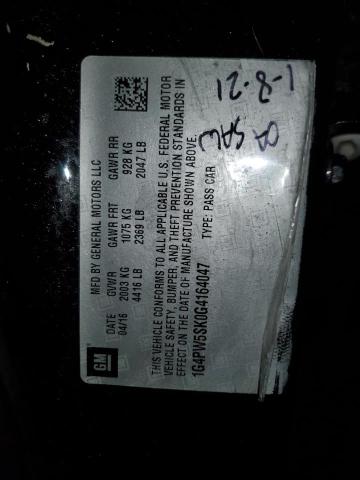 GM
MFD BY GENERAL MOTORS LLC
DATE GVWR GAWR FRT GAWR RR
04/16 2003 KG 1075 KG 928 KG
4416 LB 2369 LB 2047 LB
THIS VEHICLE CONFORMS TO ALL APPLICABLE U.S. FEDERAL MOTOR
VEHICLE SAFETY, BUMPER, AND THEFT PREVENTION STANDARDS IN
EFFECT ON THE DATE OF MANUFACTURE SHOWN ABOVE.
1G4PW5SK0G4164047 TYPE: PASS CAR
1-8-21